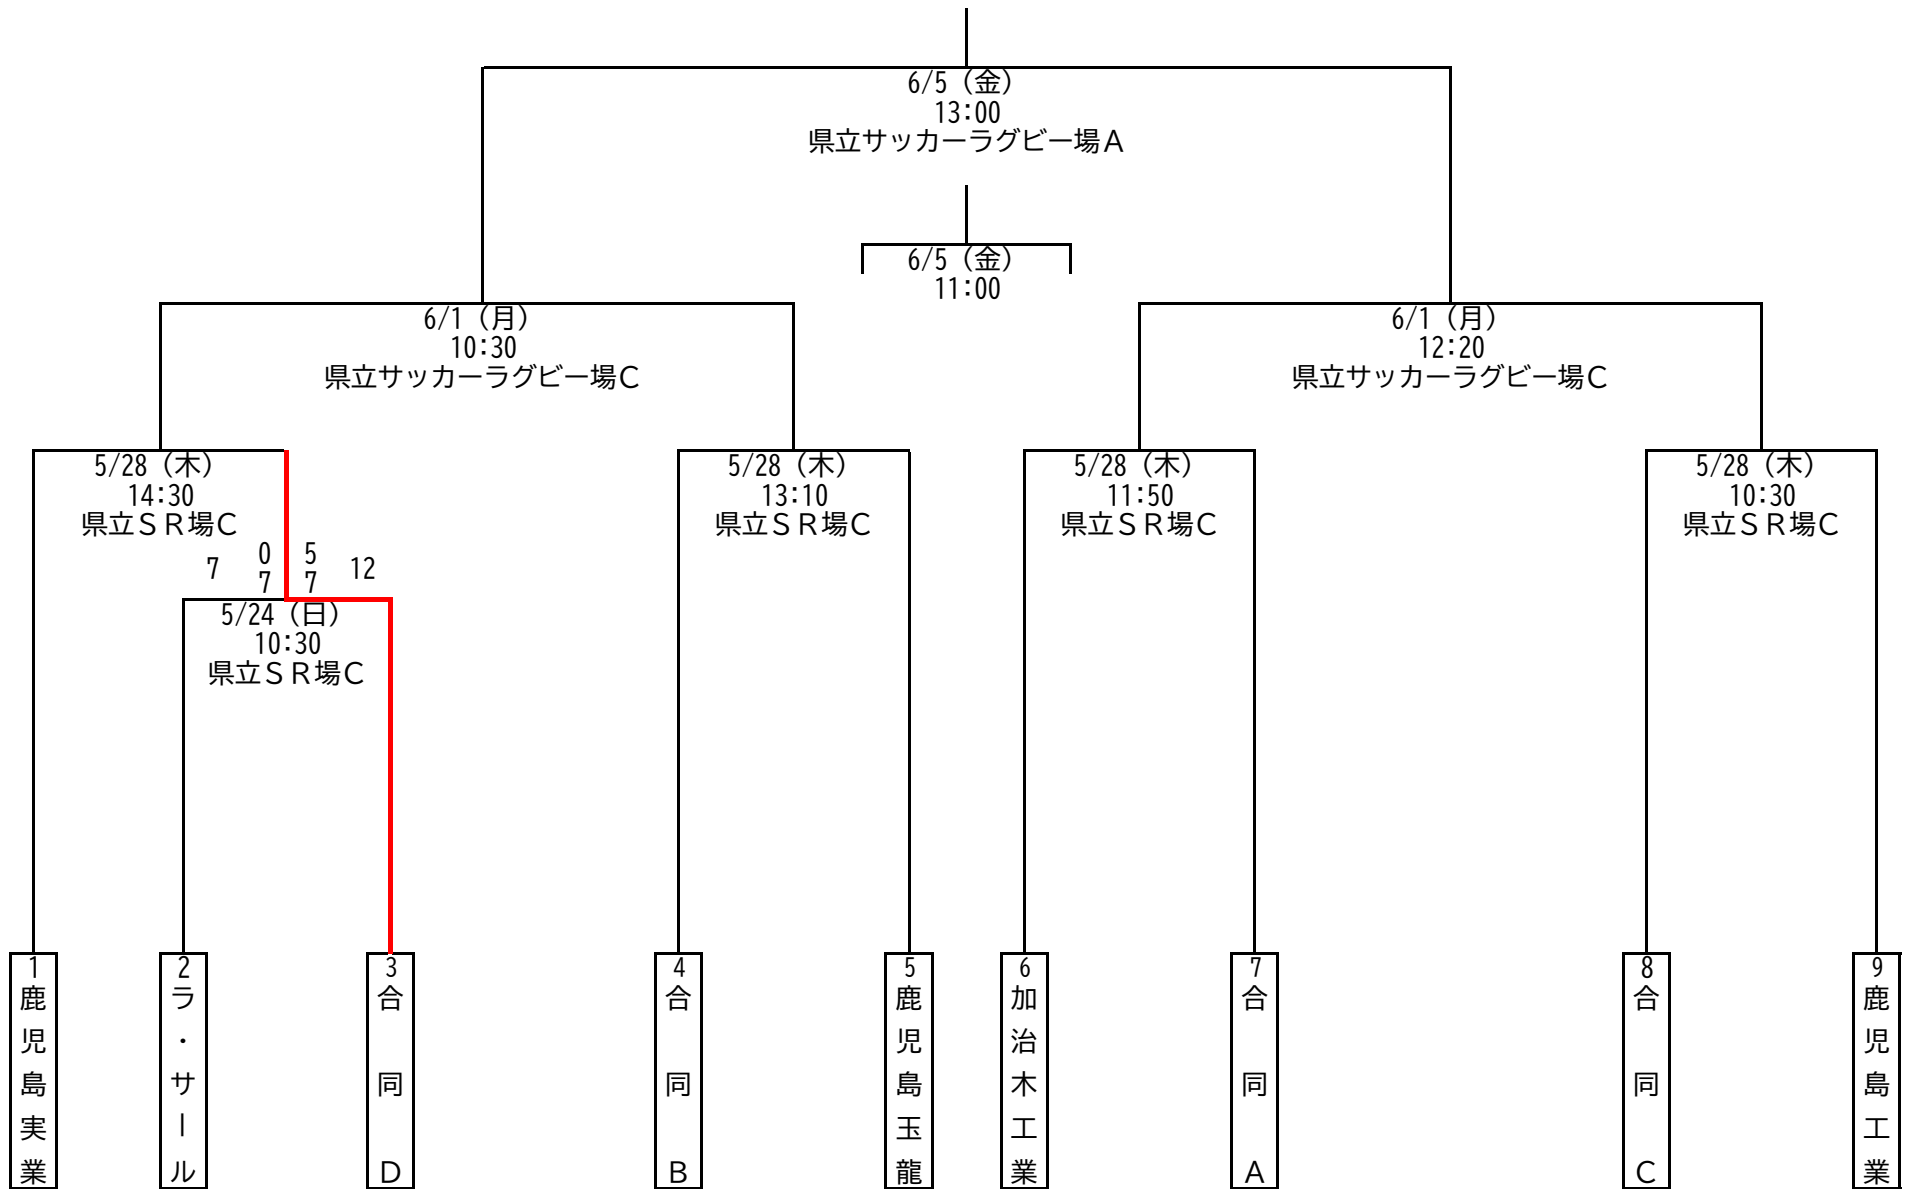 6/5（金）
13:00
県立サッカーラグビー場Ａ
6/5（金）
11:00
6/1（月）
10:30
県立サッカーラグビー場Ｃ
6/1（月）
12:20
県立サッカーラグビー場Ｃ
5/28（木）
14:30
県立ＳＲ場Ｃ
5/28（木）
13:10
県立ＳＲ場Ｃ
5/28（木）
11:50
県立ＳＲ場Ｃ
5/28（木）
10:30
県立ＳＲ場Ｃ
0 5
7 12
7 7
5/24（日）
10:30
県立ＳＲ場Ｃ
1
鹿児島実業
2
ラ・サール
3
合同Ｄ
4
合同Ｂ
5
鹿児島玉龍
6
加治木工業
7
合同Ａ
8
合同Ｃ
9
鹿児島工業